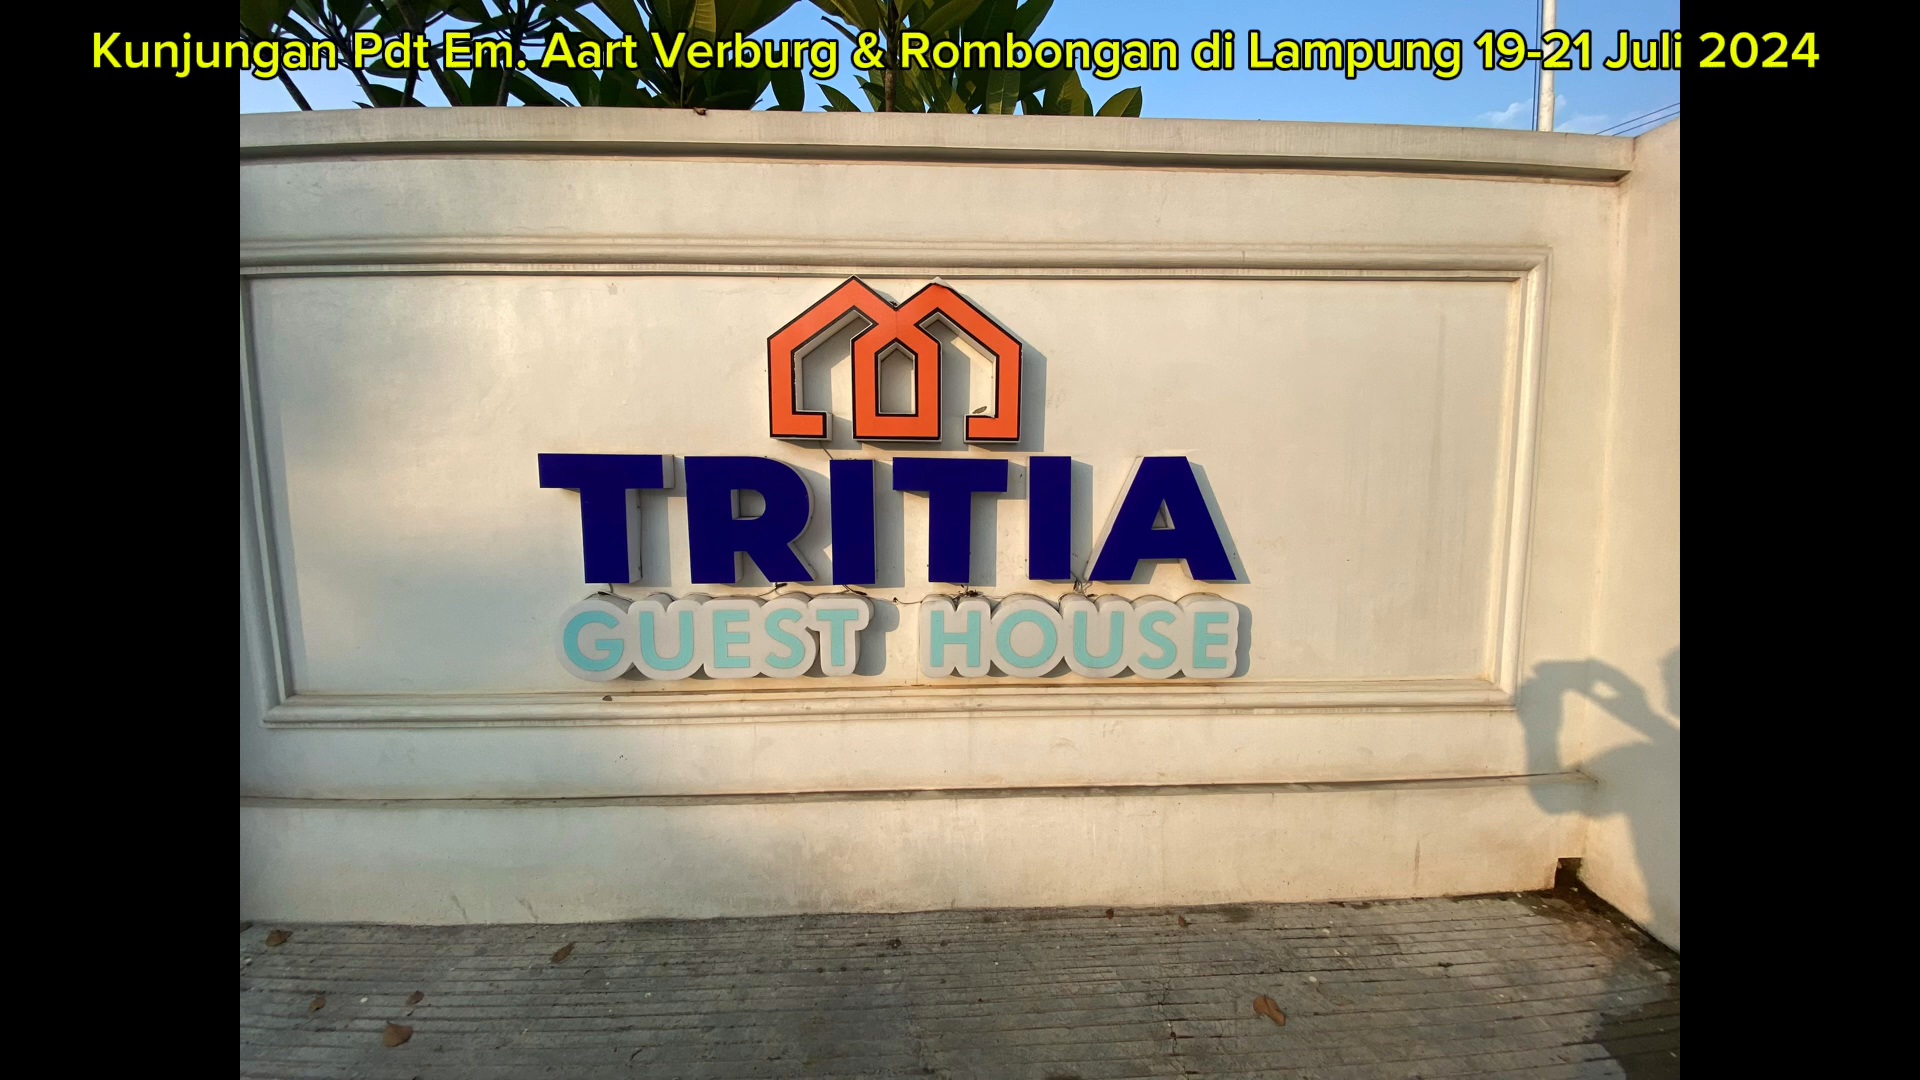 Kunjungan Pdt Em. Aart Verburg & Rombongan di Lampung 19-21 Juli 2024
TRITIA
GUEST HOUSE